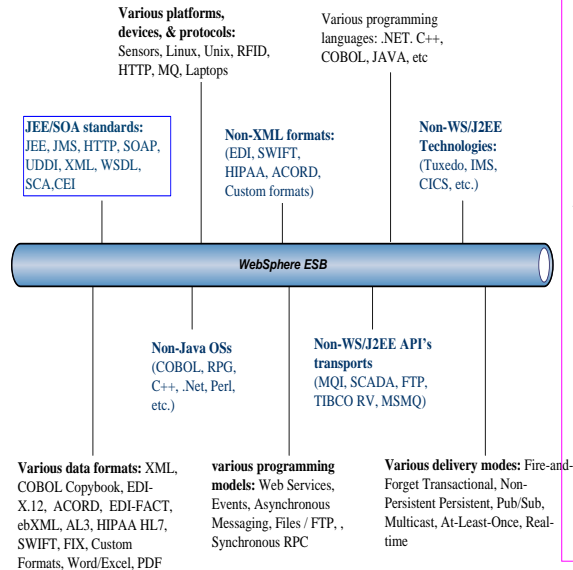 Various platforms,
devices, & protocols:
Sensors, Linux, Unix, RFID,
HTTP, MQ, Laptops
Various programming
languages: .NET. C++,
COBOL, JAVA, etc
JEE/SOA standards:
JEE, JMS, HTTP, SOAP,
UDDI, XML, WSDL,
SCA,CEI
Non-XML formats:
(EDI, SWIFT,
HIPAA, ACORD,
Custom formats)
Non-WS/J2EE
Technologies:
(Tuxedo, IMS,
CICS, etc.)
WebSphere ESB
Non-Java OSs
(COBOL, RPG,
C++, .Net, Perl,
etc.)
Non-WS/J2EE API's
transports
(MQI, SCADA, FTP,
TIBCO RV, MSMQ)
Various data formats: XML,
COBOL Copybook, EDI-
X.12, ACORD, EDI-FACT,
ebXML, AL3, HIPAA HL7,
SWIFT, FIX, Custom
Formats, Word/Excel, PDF
various programming
models: Web Services,
Events, Asynchronous
Messaging, Files / FTP, ,
Synchronous RPC
Various delivery modes: Fire-and-
Forget Transactional, Non-
Persistent Persistent, Pub/Sub,
Multicast, At-Least-Once, Real-
time